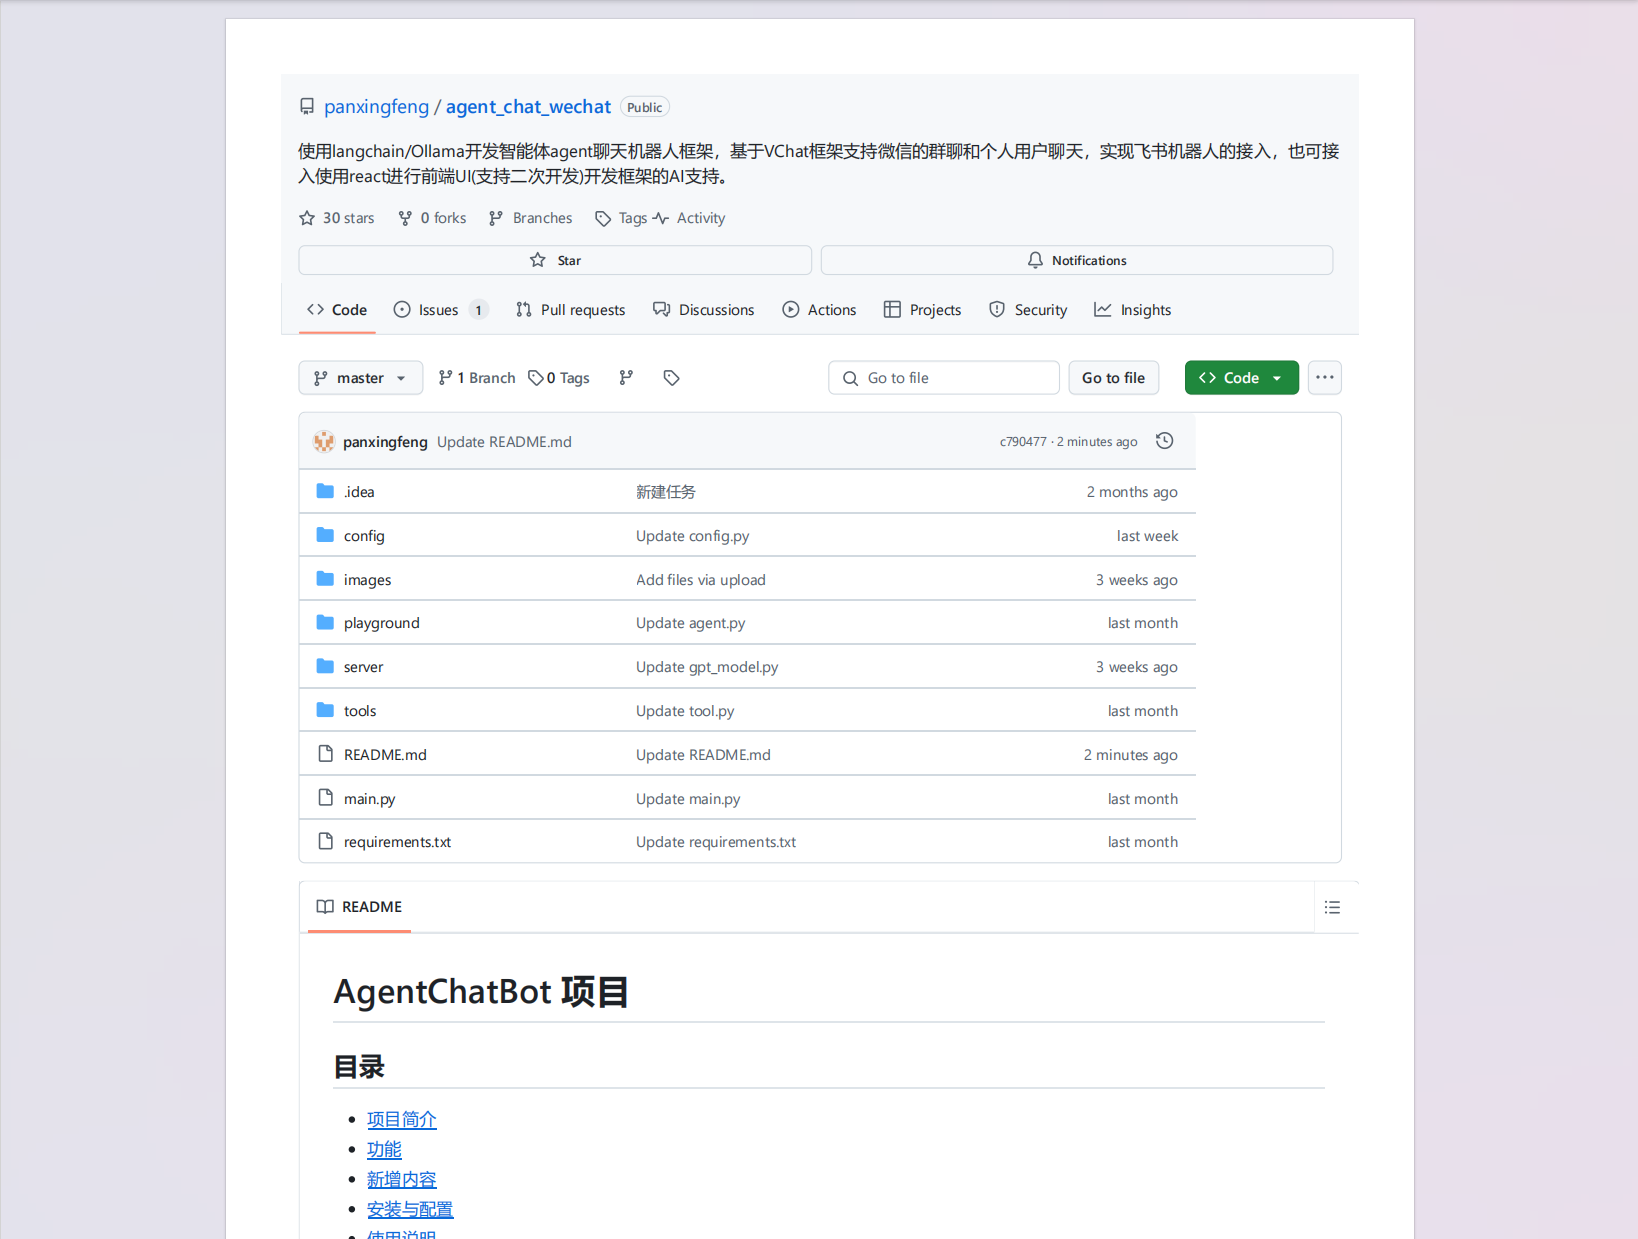 panxingfeng / agent_chat_wechat Public
使用langchain/Ollama开发智能体agent聊天机器人框架，基于VChat框架支持微信的群聊和个人用户聊天，实现飞书机器人的接入，也可接
入使用react进行前端UI(支持二次开发)开发框架的AI支持。
30 stars 0 forks Branches Tags Activity
Star Notifications
Code Issues 1 Pull requests Discussions Actions Projects Security Insights
master 1 Branch 0 Tags Go to file Go to file Code
panxingfeng Update README.md c790477 · 2 minutes ago
.idea 新建任务 2 months ago
config Update config.py last week
images Add files via upload 3 weeks ago
playground Update agent.py last month
server Update gpt_model.py 3 weeks ago
tools Update tool.py last month
README.md Update README.md 2 minutes ago
main.py Update main.py last month
requirements.txt Update requirements.txt last month
README
AgentChatBot 项目
目录
项目简介
功能
新增内容
安装与配置
使用说明